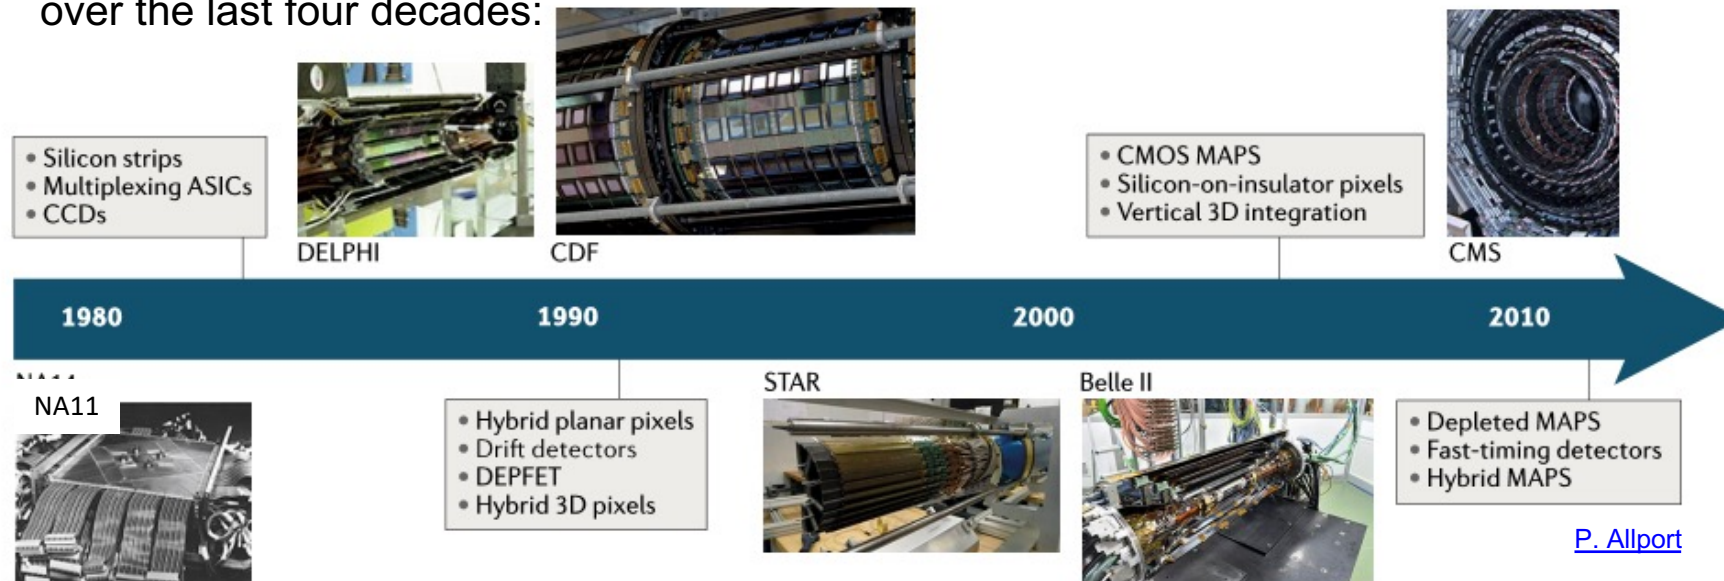 over the last four decades:
• Silicon strips
• Multiplexing ASICs
• CCDs
DELPHI
CDF
• CMOS MAPS
• Silicon-on-insulator pixels
• Vertical 3D integration
CMS
1980
1990
2000
2010
NA11
• Hybrid planar pixels
• Drift detectors
• DEPFET
• Hybrid 3D pixels
STAR
Belle II
• Depleted MAPS
• Fast-timing detectors
• Hybrid MAPS
P. Allport